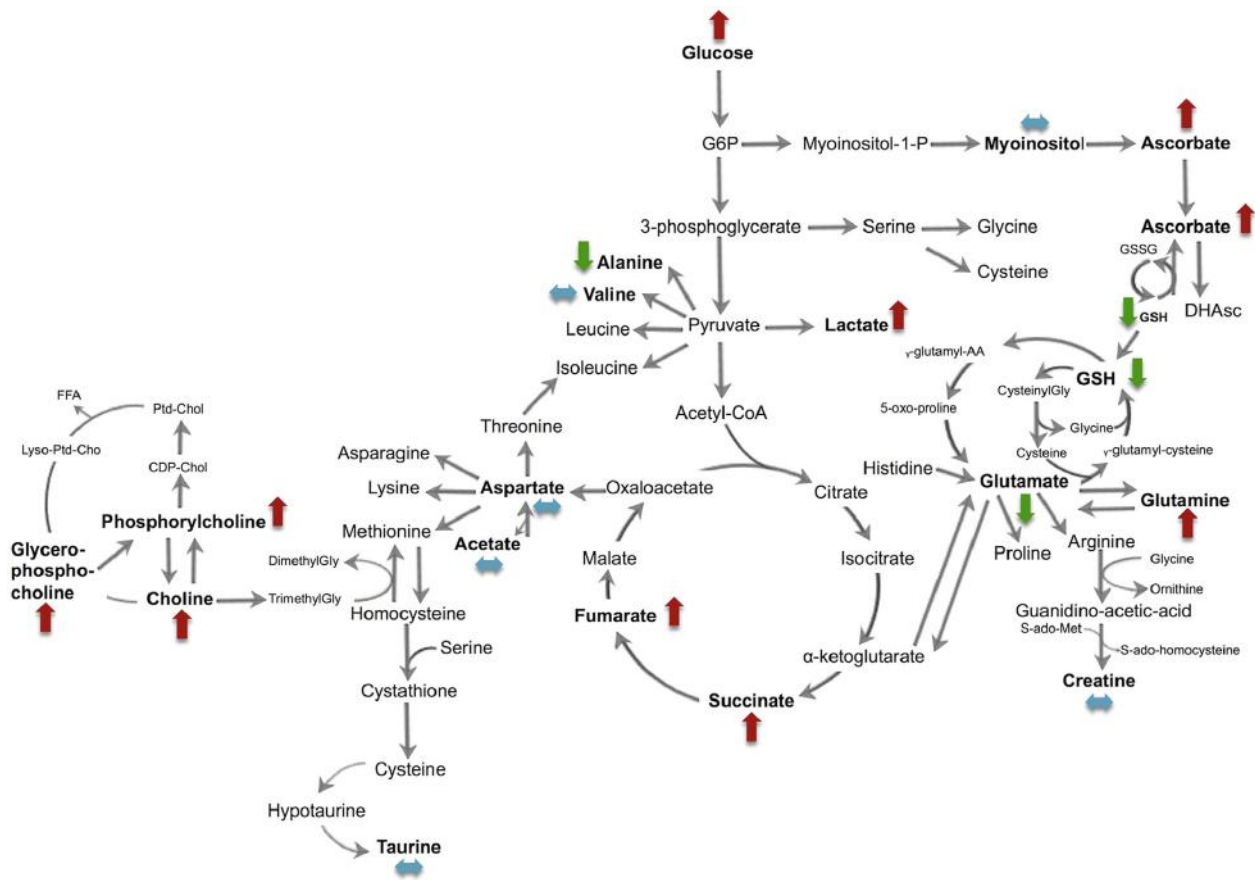 Glucose
G6P
Myoinositol-1-P
Myoinositol
Ascorbate
3-phosphoglycerate
Serine
Glycine
Ascorbate
GSSG
Cysteine
Alanine
Valine
GSH
DHAsc
Leucine
Pyruvate
Lactate
γ-glutamyl-AA
Isoleucine
GSH
CysteinylGly
FFA
Ptd-Chol
Acetyl-CoA
5-oxo-proline
Glycine
Threonine
Lyso-Ptd-Cho
Asparagine
Cysteine
γ-glutamyl-cysteine
CDP-Chol
Histidine
Lysine
Aspartate
Oxaloacetate
Citrate
Glutamate
Glutamine
Phosphorylcholine
Methionine
Acetate
Arginine
Proline
Glycero-
phospho-
choline
DimethylGly
Malate
Isocitrate
Glycine
Ornithine
Choline
TrimethylGly
Homocysteine
Fumarate
Guanidino-acetic-acid
S-ado-Met
Serine
α-ketoglutarate
S-ado-homocysteine
Cystathione
Succinate
Creatine
Cysteine
Hypotaurine
Taurine